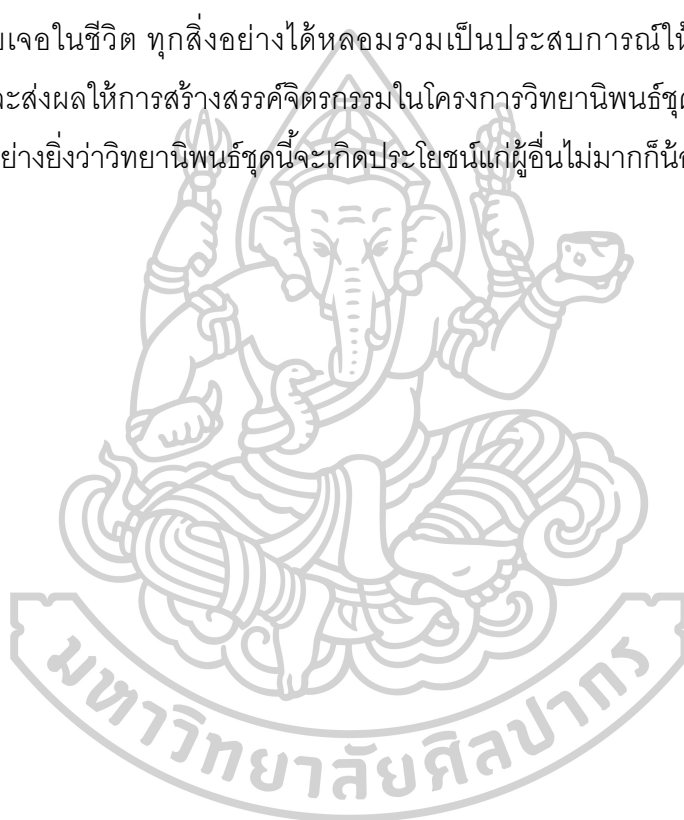 เจอในชีวิต ทุกสิ่งอย่างได้หลอมรวมเป็นประสบการณ์ให้
ส่งผลให้การสร้างสรรค์จิตรกรรมในโครงการวิทยานิพนธ์ชุด
ย่างยิ่งว่าวิทยานิพนธ์ชุดนี้จะเกิดประโยชน์แก่ผู้อื่นไม่มากก็น้อ
มหาวิทยาลัยศิลปากร